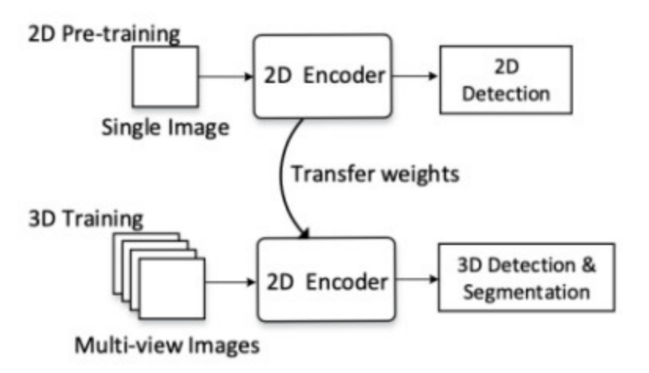 2D Pre-training
2D Encoder
2D
Detection
Single Image
Transfer weights
3D Training
2D Encoder
3D Detection &
Segmentation
Multi-view Images